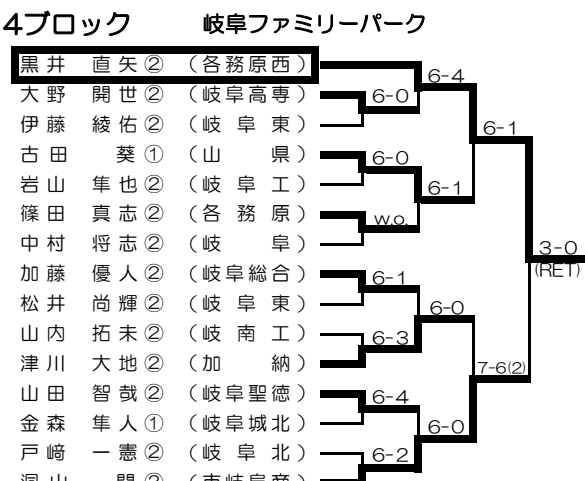 4ブロック 岐阜ファミリーパーク
黒井 直矢② （各務原西）
6-4
大野 開世② （岐阜高専）
6-0
伊藤 綾佑② （岐阜東）
6-1
古田 葵① （山県）
6-0
岩山 隼也② （岐阜工）
6-1
篠田 真志② （各務原）
w.o.
中村 将志② （岐阜）
3-0
(RET)
加藤 優人② （岐阜総合）
6-1
松井 尚輝② （岐阜東）
6-0
山内 拓未② （岐南工）
6-3
津川 大地② （加納）
7-6(2)
山田 智哉② （岐阜聖徳）
6-4
金森 隼人① （岐阜城北）
6-0
戸崎 一憲② （岐阜北）
6-2